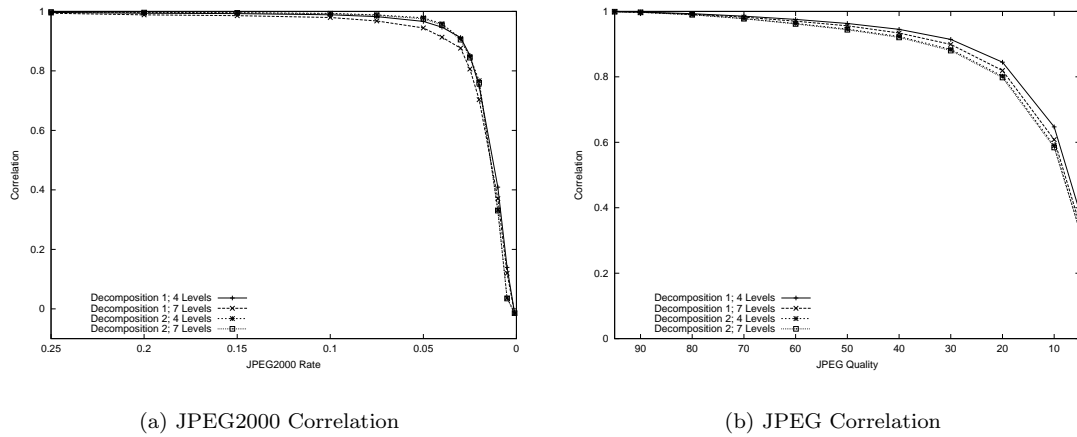 1
0.8
0.6
0.4
0.2
0
Correlation
Decomposition 1; 4 Levels
Decomposition 1; 7 Levels
Decomposition 2; 4 Levels
Decomposition 2; 7 Levels
0.25 0.2 0.15 0.1 0.05 0
JPEG2000 Rate
(a) JPEG2000 Correlation
1
0.8
0.6
0.4
0.2
0
Correlation
Decomposition 1; 4 Levels
Decomposition 1; 7 Levels
Decomposition 2; 4 Levels
Decomposition 2; 7 Levels
90 80 70 60 50 40 30 20 10
JPEG Quality
(b) JPEG Correlation